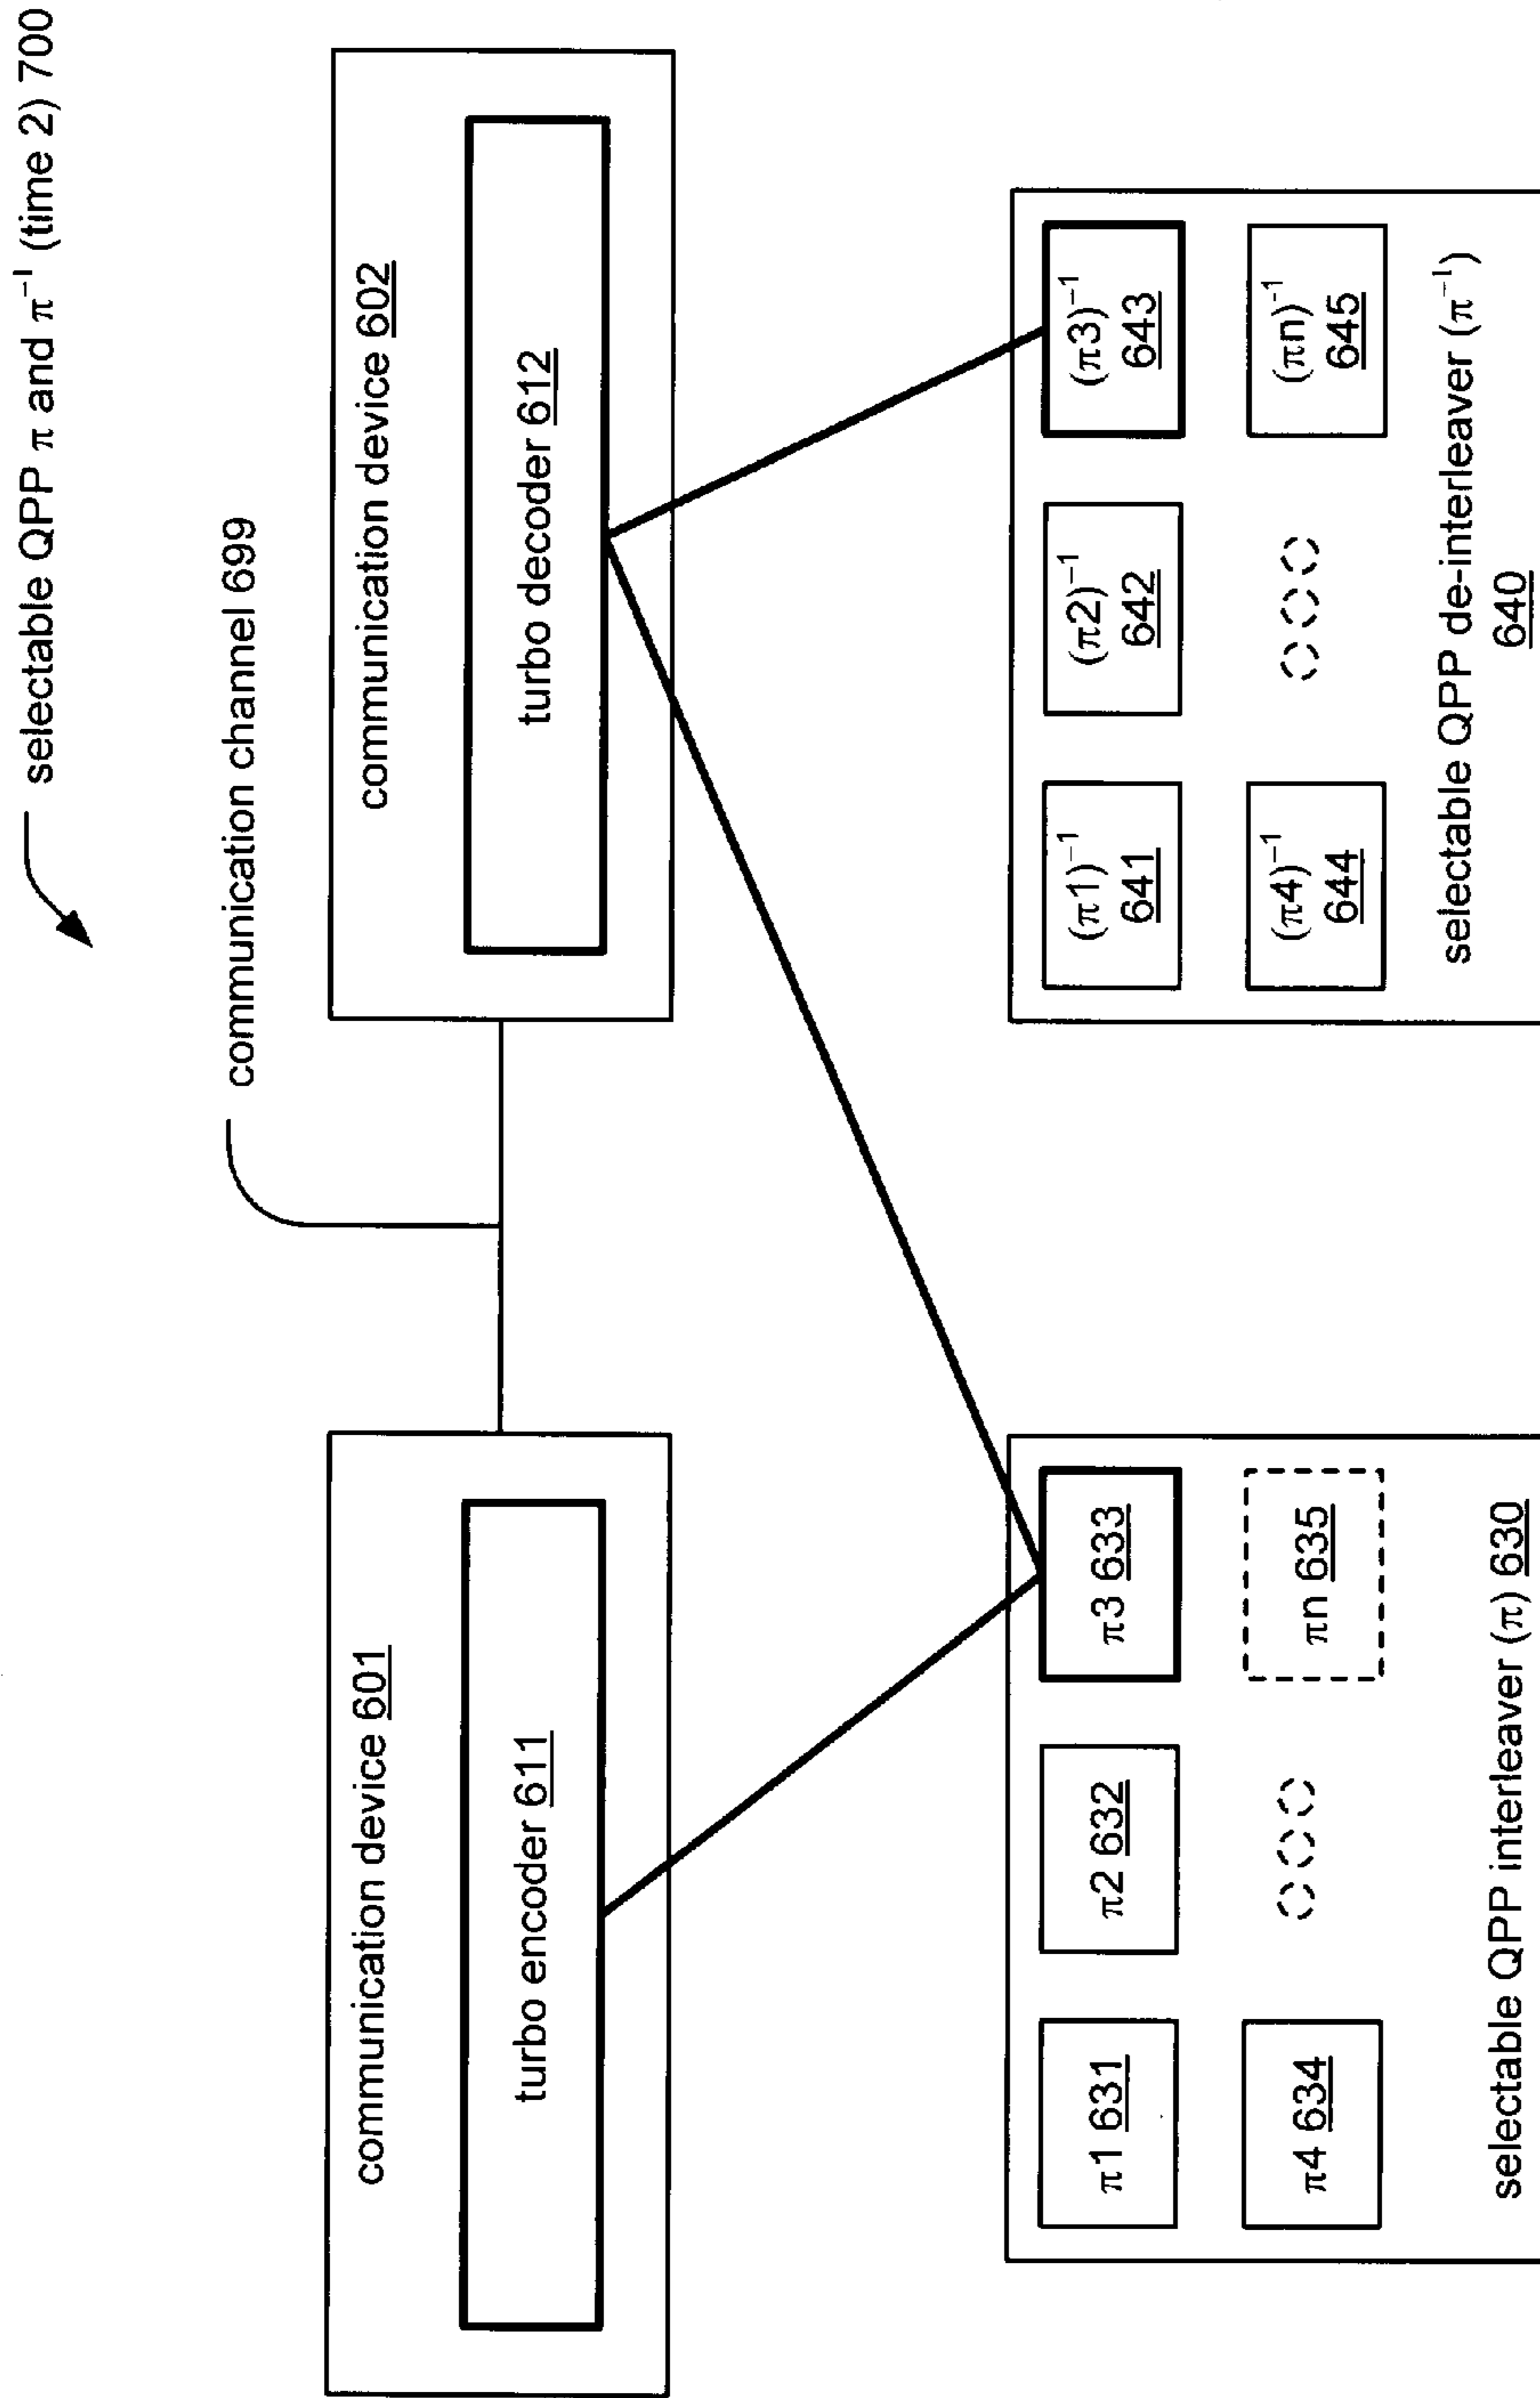 selectable QPP π and π⁻¹ (time 2) 700
communication channel 699
communication device 601
turbo encoder 611
communication device 602
turbo decoder 612
π1 631
π2 632
π3 633
π4 634
πn 635
selectable QPP interleaver (π) 630
(π1)⁻¹
641
(π2)⁻¹
642
(π3)⁻¹
643
(π4)⁻¹
644
(πn)⁻¹
645
selectable QPP de-interleaver (π⁻¹)
640